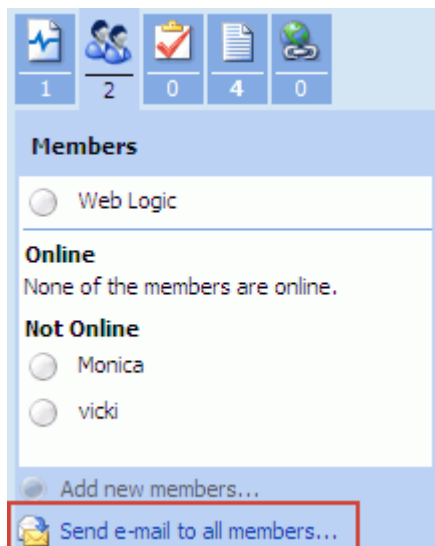 1 2 0 4 0
Members
Web Logic
Online
None of the members are online.
Not Online
Monica
vicki
Add new members...
Send e-mail to all members...